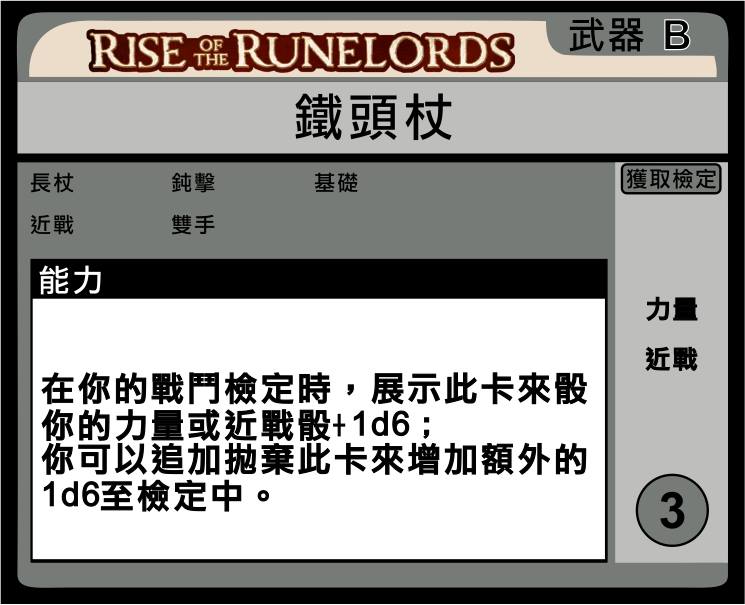 RISE OF THE RUNELORDS
武器 B
鐵頭杖
長杖 鈍擊 基礎
近戰 雙手
獲取檢定
力量
近戰
3
能力
在你的戰鬥檢定時，展示此卡來骰
你的力量或近戰骰+1d6；
你可以追加拋棄此卡來增加額外的
1d6至檢定中。